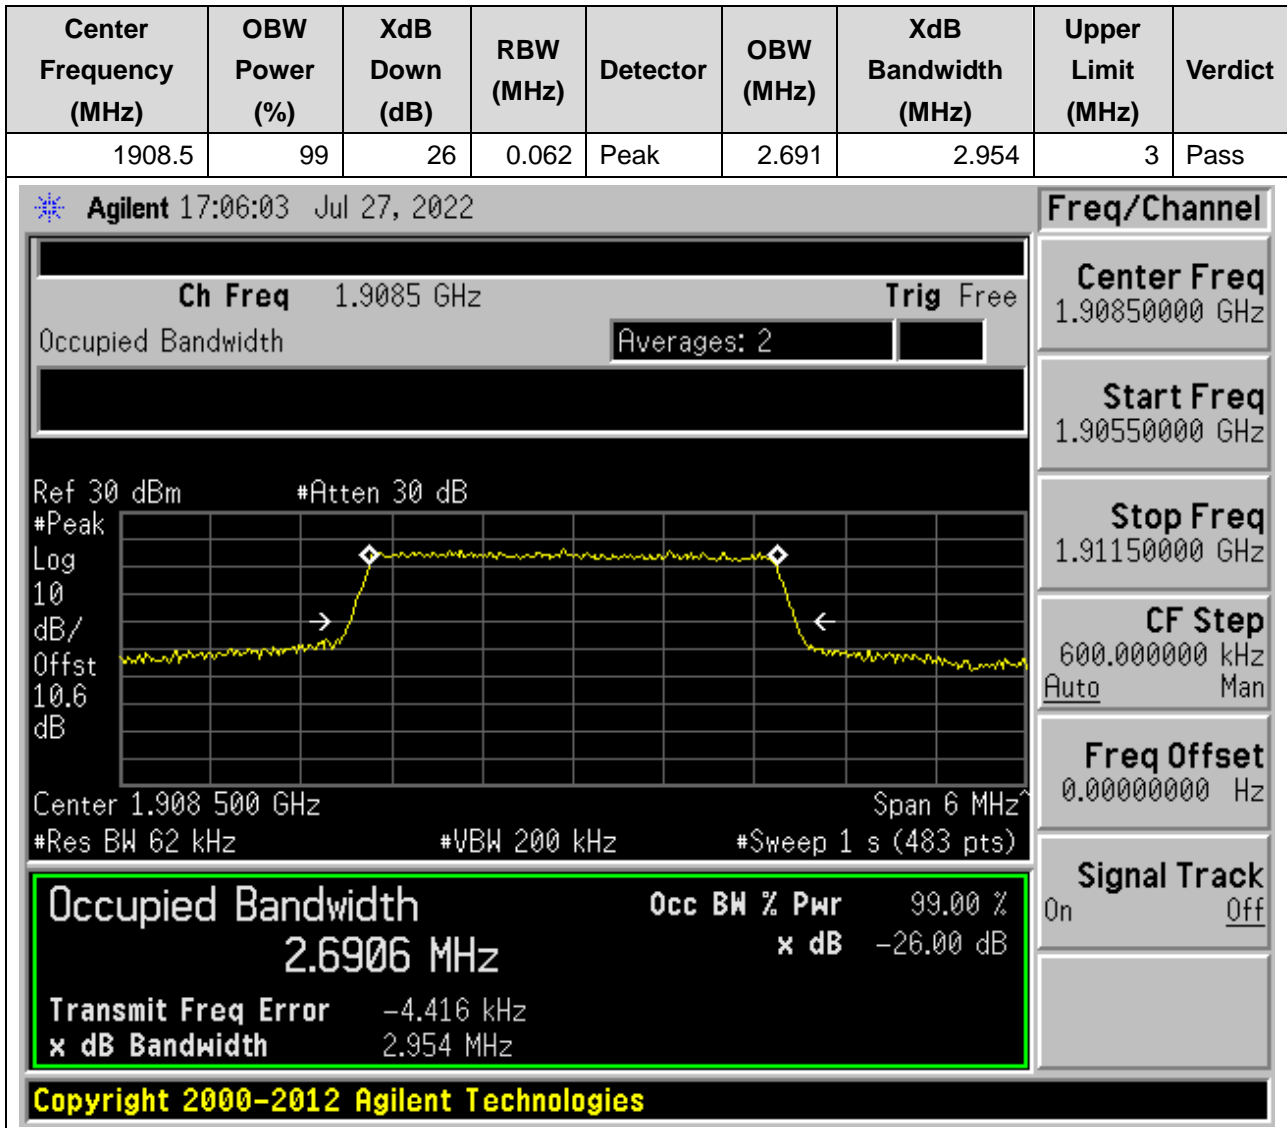 Center Frequency (MHz) OBW Power (%) XdB Down (dB) RBW (MHz) Detector OBW (MHz) XdB Bandwidth (MHz) Upper Limit (MHz) Verdict
1908.5 99 26 0.062 Peak 2.691 2.954 3 Pass
Agilent 17:06:03 Jul 27, 2022
Freq/Channel
Ch Freq 1.9085 GHz Trig Free
Occupied Bandwidth Averages: 2
Ref 30 dBm #Atten 30 dB
#Peak
Log
10
dB/
Offst
10.6
dB
Center 1.908 500 GHz Span 6 MHz^
#Res BW 62 kHz #VBW 200 kHz #Sweep 1 s (483 pts)
Occupied Bandwidth Occ BW % Pwr 99.00 %
2.6906 MHz x dB -26.00 dB
Transmit Freq Error -4.416 kHz
x dB Bandwidth 2.954 MHz
Center Freq
1.90850000 GHz
Start Freq
1.90550000 GHz
Stop Freq
1.91150000 GHz
CF Step
600.000000 kHz
Auto Man
Freq Offset
0.00000000 Hz
Signal Track
On Off
Copyright 2000-2012 Agilent Technologies